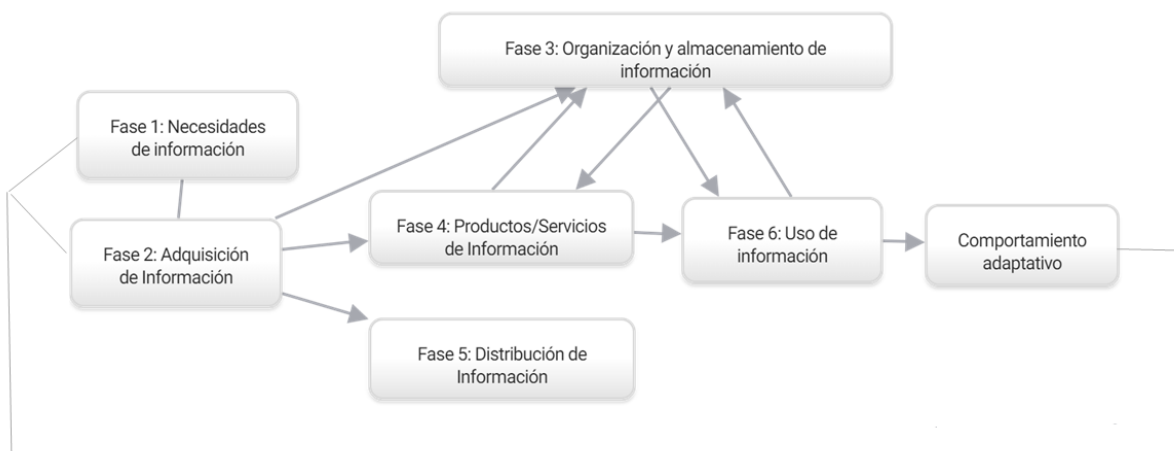 Fase 3: Organización y almacenamiento de
información
Fase 1: Necesidades
de información
Fase 2: Adquisición
de Información
Fase 4: Productos/Servicios
de Información
Fase 6: Uso de
información
Comportamiento
adaptativo
Fase 5: Distribución de
Información